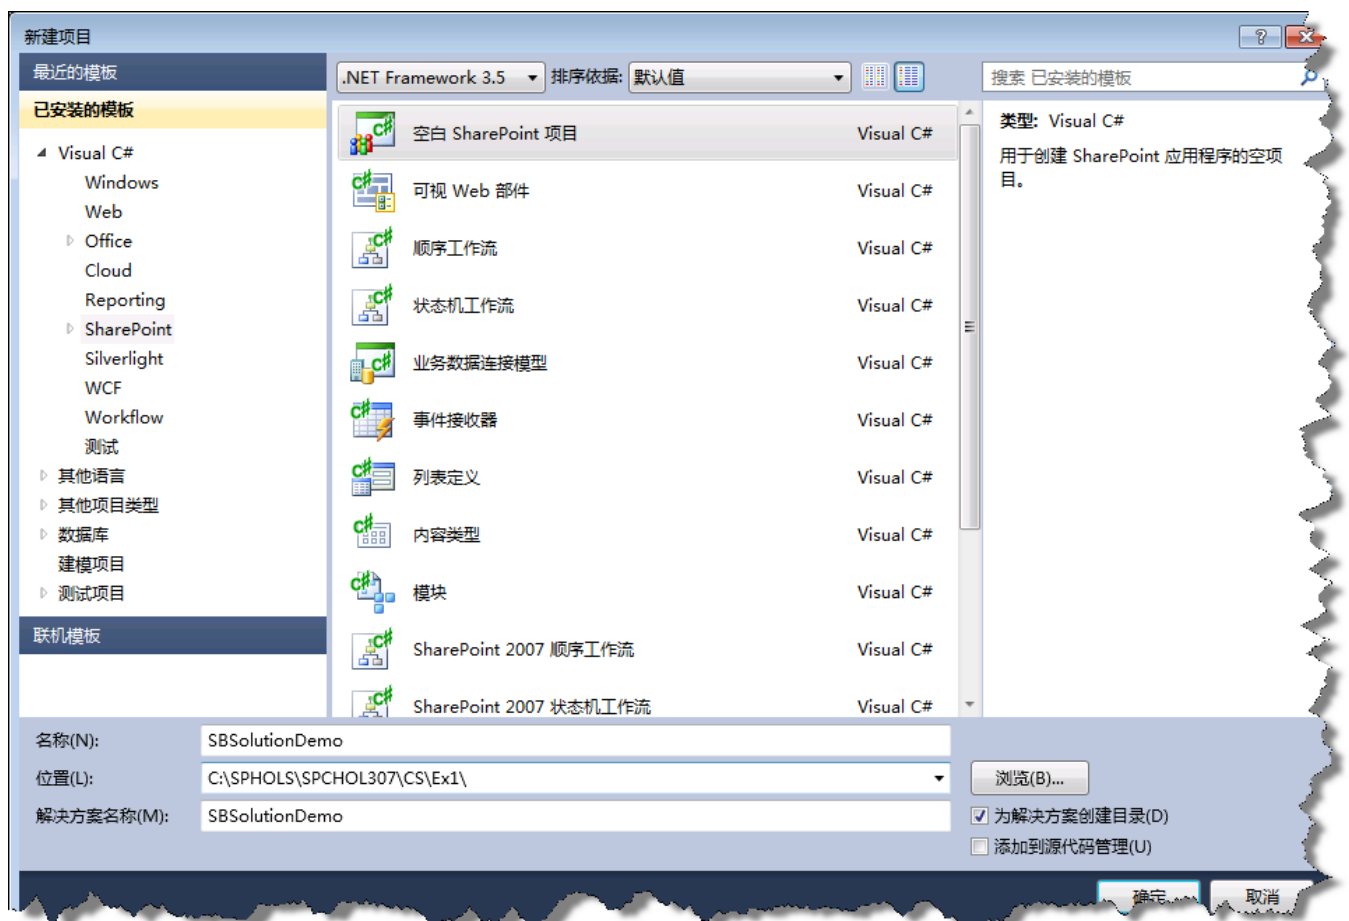 新建项目
最近的模板
.NET Framework 3.5 排序依据: 默认值
搜索 已安装的模板
已安装的模板
Visual C#
Windows
Web
Office
Cloud
Reporting
SharePoint
Silverlight
WCF
Workflow
测试
其他语言
其他项目类型
数据库
建模项目
测试项目
联机模板
空白 SharePoint 项目 Visual C#
可视 Web 部件 Visual C#
顺序工作流 Visual C#
状态机工作流 Visual C#
业务数据连接模型 Visual C#
事件接收器 Visual C#
列表定义 Visual C#
内容类型 Visual C#
模块 Visual C#
SharePoint 2007 顺序工作流 Visual C#
SharePoint 2007 状态机工作流 Visual C#
类型: Visual C#
用于创建 SharePoint 应用程序的空项
目。
名称(N): SBSolutionDemo
位置(L): C:\SPHOLS\SPCHOL307\CS\Ex1\ 浏览(B)...
解决方案名称(M): SBSolutionDemo
为解决方案创建目录(D)
添加到源代码管理(U)
确定 取消